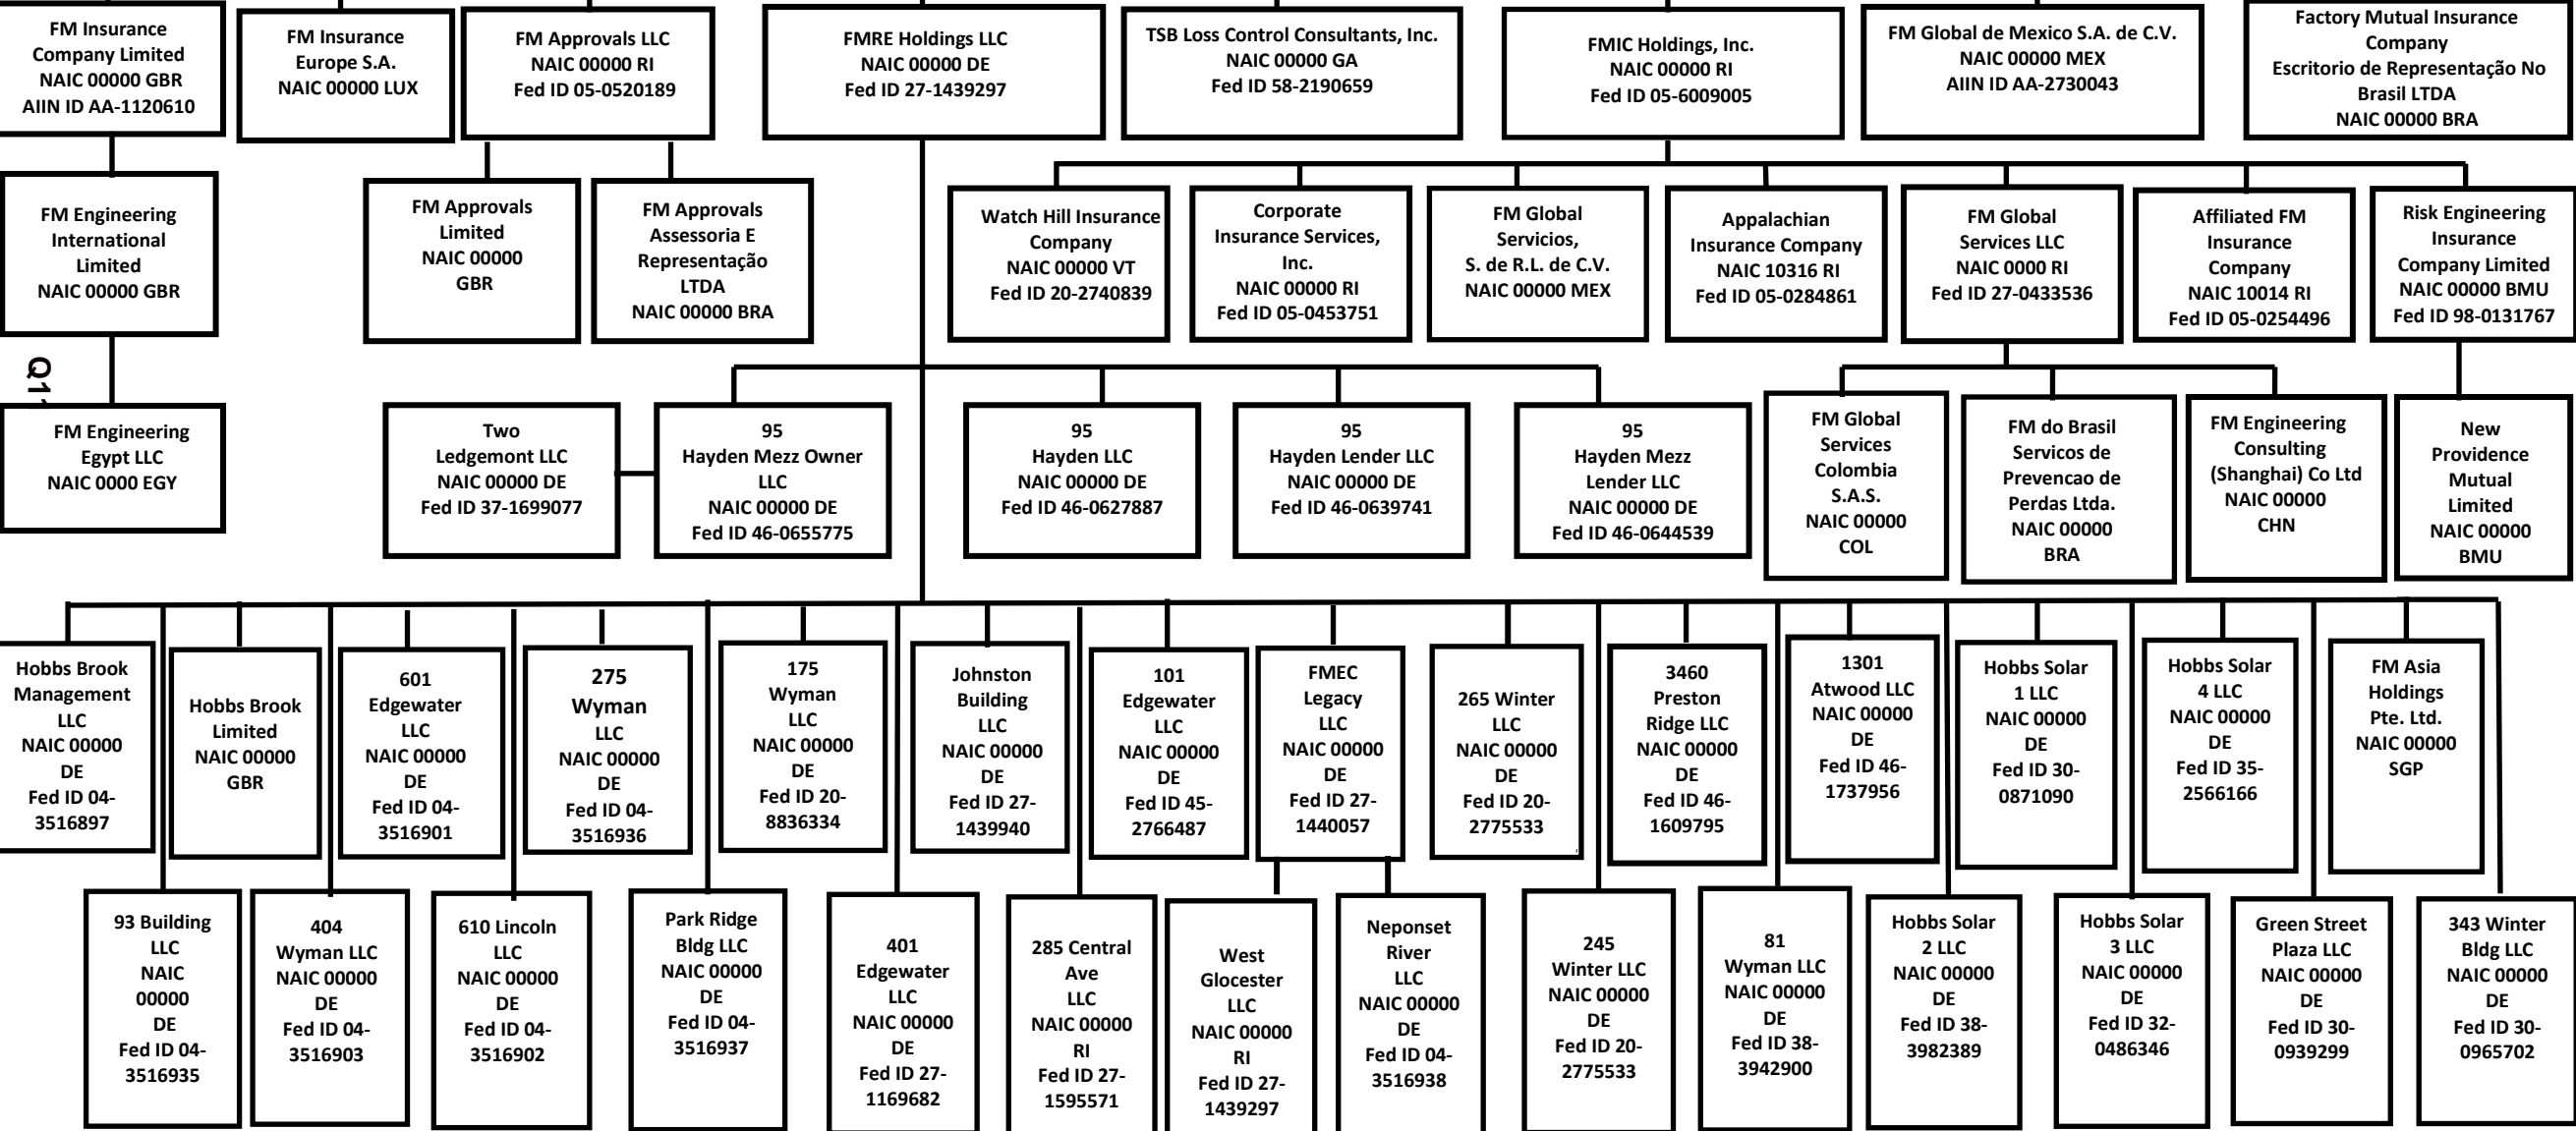 FM Insurance
Company Limited
NAIC 00000 GBR
AIIN ID AA-1120610
FM Insurance
Europe S.A.
NAIC 00000 LUX
FM Approvals LLC
NAIC 00000 RI
Fed ID 05-0520189
FMRE Holdings LLC
NAIC 00000 DE
Fed ID 27-1439297
TSB Loss Control Consultants, Inc.
NAIC 00000 GA
Fed ID 58-2190659
FMIC Holdings, Inc.
NAIC 00000 RI
Fed ID 05-6009005
FM Global de Mexico S.A. de C.V.
NAIC 00000 MEX
AIIN ID AA-2730043
Factory Mutual Insurance
Company
Escritorio de Representação No
Brasil LTDA
NAIC 00000 BRA
FM Engineering
International
Limited
NAIC 00000 GBR
FM Approvals
Limited
NAIC 00000
GBR
FM Approvals
Assessoria E
Representação
LTDA
NAIC 00000 BRA
Watch Hill Insurance
Company
NAIC 00000 VT
Fed ID 20-2740839
Corporate
Insurance Services,
Inc.
NAIC 00000 RI
Fed ID 05-0453751
FM Global
Servicios,
S. de R.L. de C.V.
NAIC 00000 MEX
Appalachian
Insurance Company
NAIC 10316 RI
Fed ID 05-0284861
FM Global
Services LLC
NAIC 0000 RI
Fed ID 27-0433536
Affiliated FM
Insurance
Company
NAIC 10014 RI
Fed ID 05-0254496
Risk Engineering
Insurance
Company Limited
NAIC 00000 BMU
Fed ID 98-0131767
Q1
FM Engineering
Egypt LLC
NAIC 0000 EGY
Two
Ledgemont LLC
NAIC 00000 DE
Fed ID 37-1699077
95
Hayden Mezz Owner
LLC
NAIC 00000 DE
Fed ID 46-0655775
95
Hayden LLC
NAIC 00000 DE
Fed ID 46-0627887
95
Hayden Lender LLC
NAIC 00000 DE
Fed ID 46-0639741
95
Hayden Mezz
Lender LLC
NAIC 00000 DE
Fed ID 46-0644539
FM Global
Services
Colombia
S.A.S.
NAIC 00000
COL
FM do Brasil
Servicos de
Prevencao de
Perdas Ltda.
NAIC 00000
BRA
FM Engineering
Consulting
(Shanghai) Co Ltd
NAIC 00000
CHN
New
Providence
Mutual
Limited
NAIC 00000
BMU
Hobbs Brook
Management
LLC
NAIC 00000
DE
Fed ID 04-
3516897
Hobbs Brook
Limited
NAIC 00000
GBR
601
Edgewater
LLC
NAIC 00000
DE
Fed ID 04-
3516901
275
Wyman
LLC
NAIC 00000
DE
Fed ID 04-
3516936
175
Wyman
LLC
NAIC 00000
DE
Fed ID 20-
8836334
Johnston
Building
LLC
NAIC 00000
DE
Fed ID 27-
1439940
101
Edgewater
LLC
NAIC 00000
DE
Fed ID 45-
2766487
FMEC
Legacy
LLC
NAIC 00000
DE
Fed ID 27-
1440057
265 Winter
LLC
NAIC 00000
DE
Fed ID 20-
2775533
3460
Preston
Ridge LLC
NAIC 00000
DE
Fed ID 46-
1609795
1301
Atwood LLC
NAIC 00000
DE
Fed ID 46-
1737956
Hobbs Solar
1 LLC
NAIC 00000
DE
Fed ID 30-
0871090
Hobbs Solar
4 LLC
NAIC 00000
DE
Fed ID 35-
2566166
FM Asia
Holdings
Pte. Ltd.
NAIC 00000
SGP
93 Building
LLC
NAIC
00000
DE
Fed ID 04-
3516935
404
Wyman LLC
NAIC 00000
DE
Fed ID 04-
3516903
610 Lincoln
LLC
NAIC 00000
DE
Fed ID 04-
3516902
Park Ridge
Bldg LLC
NAIC 00000
DE
Fed ID 04-
3516937
401
Edgewater
LLC
NAIC 00000
DE
Fed ID 27-
1169682
285 Central
Ave
LLC
NAIC 00000
RI
Fed ID 27-
1595571
West
Glocester
LLC
NAIC 00000
RI
Fed ID 27-
1439297
Neponset
River
LLC
NAIC 00000
DE
Fed ID 04-
3516938
245
Winter LLC
NAIC 00000
DE
Fed ID 20-
2775533
81
Wyman LLC
NAIC 00000
DE
Fed ID 38-
3942900
Hobbs Solar
2 LLC
NAIC 00000
DE
Fed ID 38-
3982389
Hobbs Solar
3 LLC
NAIC 00000
DE
Fed ID 32-
0486346
Green Street
Plaza LLC
NAIC 00000
DE
Fed ID 30-
0939299
343 Winter
Bldg LLC
NAIC 00000
DE
Fed ID 30-
0965702